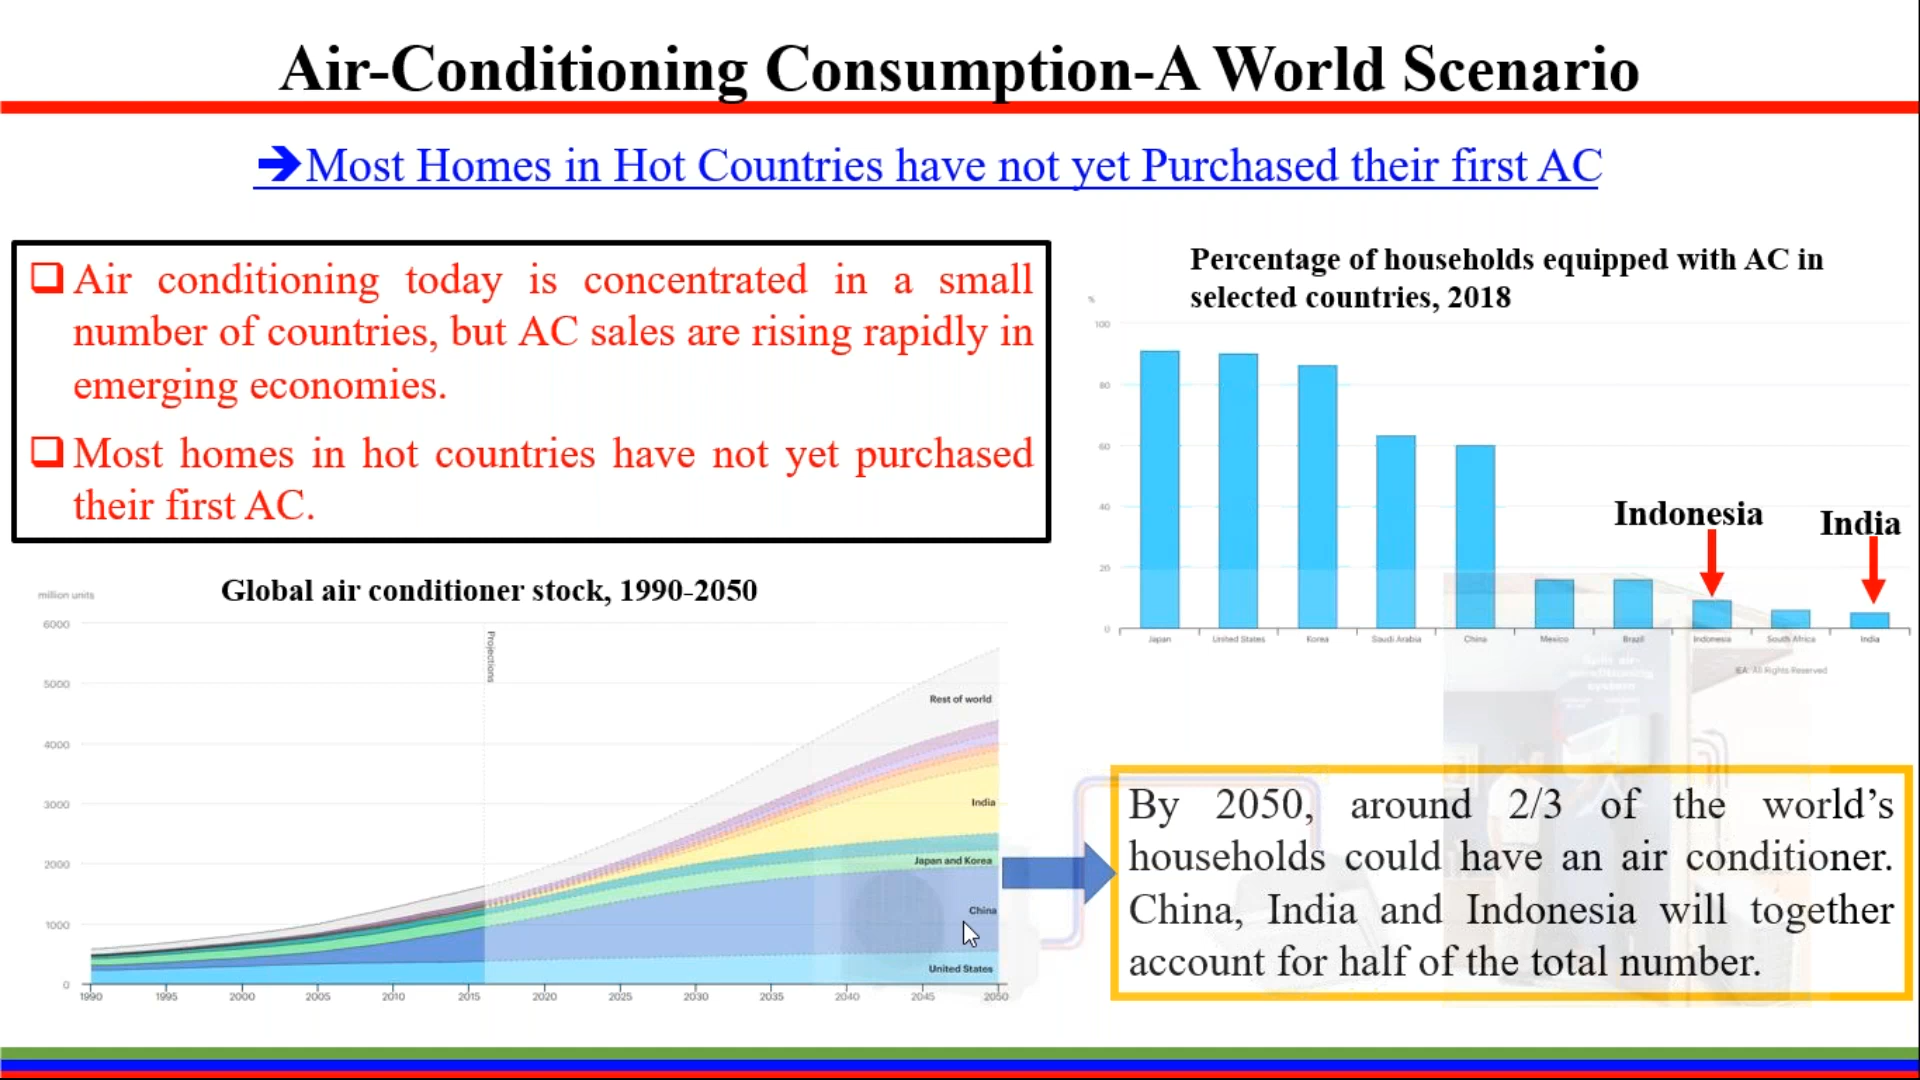 Air-Conditioning Consumption-A World Scenario
➔Most Homes in Hot Countries have not yet Purchased their first AC
❑ Air conditioning today is concentrated in a small
number of countries, but AC sales are rising rapidly in
emerging economies.
❑ Most homes in hot countries have not yet purchased
their first AC.
Percentage of households equipped with AC in
selected countries, 2018
%
100
80
60
40
20
0
Indonesia
India
Japan
United States
Korea
Saudi Arabia
China
Mexico
Brazil
Indonesia
South Africa
India
IEA. All Rights Reserved
Global air conditioner stock, 1990-2050
million units
6000
5000
4000
3000
2000
1000
0
Projections
Rest of world
India
Japan and Korea
China
United States
1990
1995
2000
2005
2010
2015
2020
2025
2030
2035
2040
2045
2050
By 2050, around 2/3 of the world’s
households could have an air conditioner.
China, India and Indonesia will together
account for half of the total number.